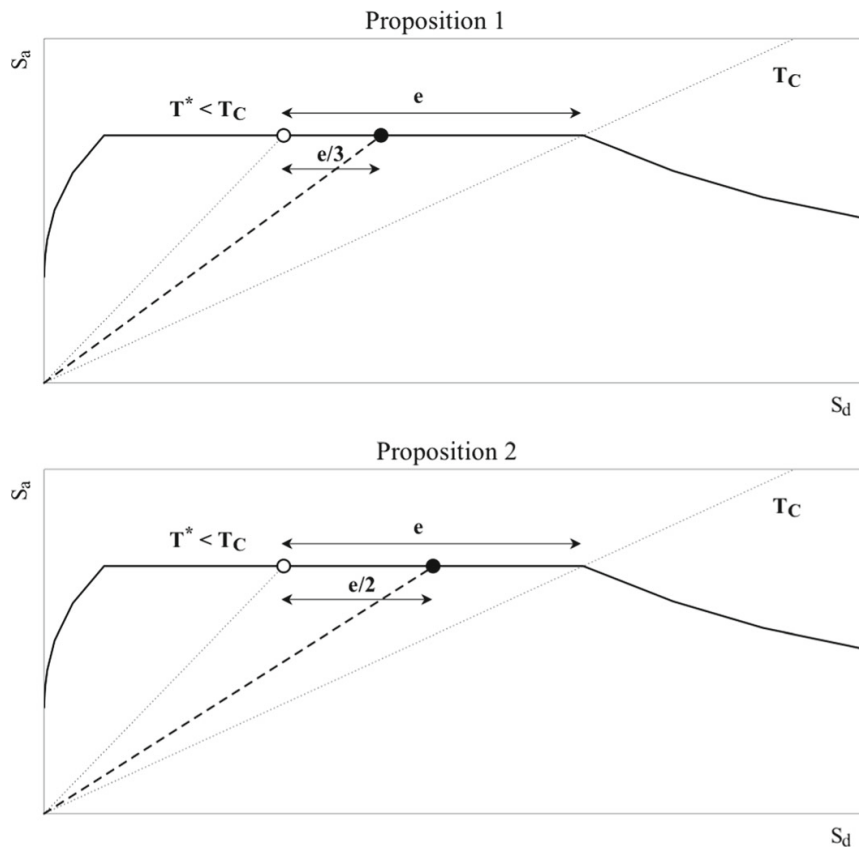 Proposition 1
Sa
TC
e
T* < TC
e/3
Sd
Proposition 2
Sa
TC
e
T* < TC
e/2
Sd